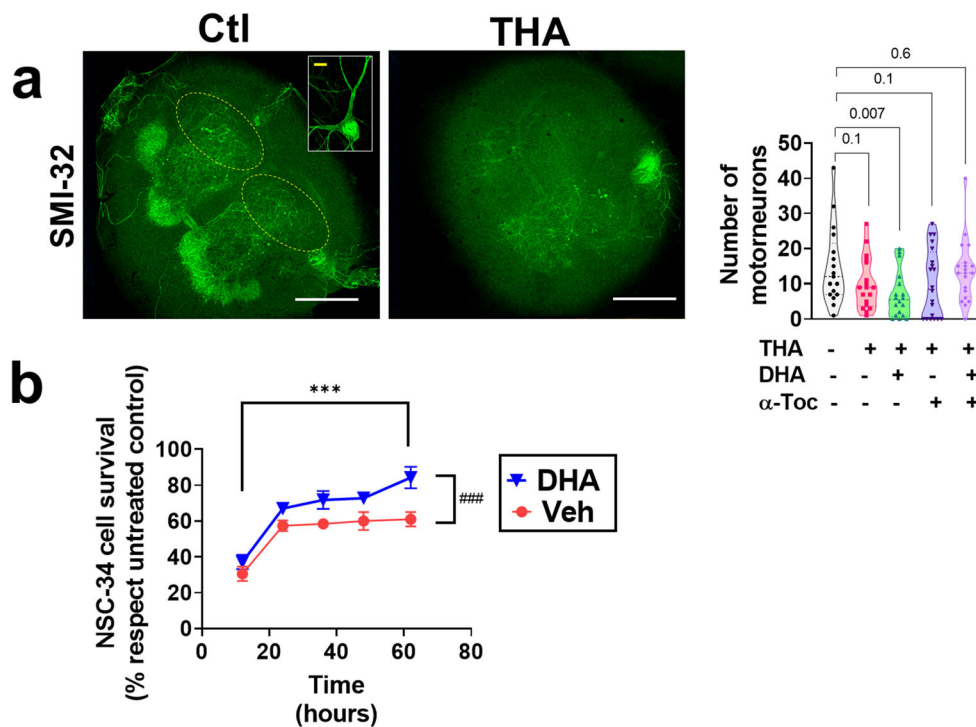 a
Ctl
THA
SMI-32
0.6
0.1
0.007
0.1
Number of
motorneurons
50
40
30
20
10
0
THA - + + + +
DHA - - + - +
α-Toc - - - + +
b
***
###
NSC-34 cell survival
(% respect untreated control)
100
80
60
40
20
0
0 20 40 60 80
Time
(hours)
DHA
Veh